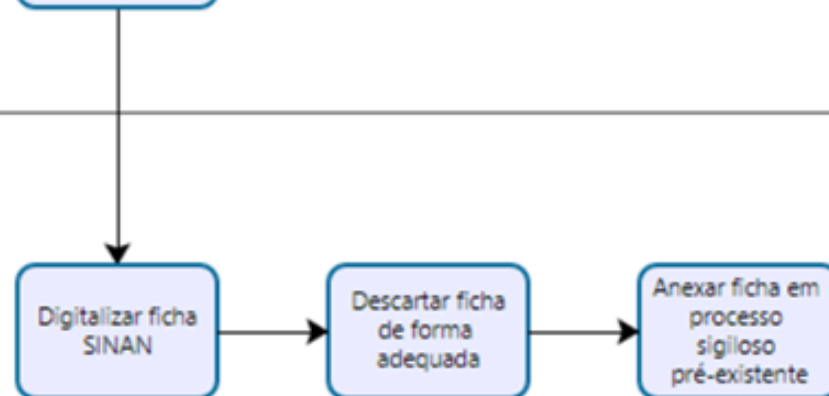 Digitalizar ficha
SINAN
Descartar ficha
de forma
adequada
Anexar ficha em
processo
sigiloso
pré-existente